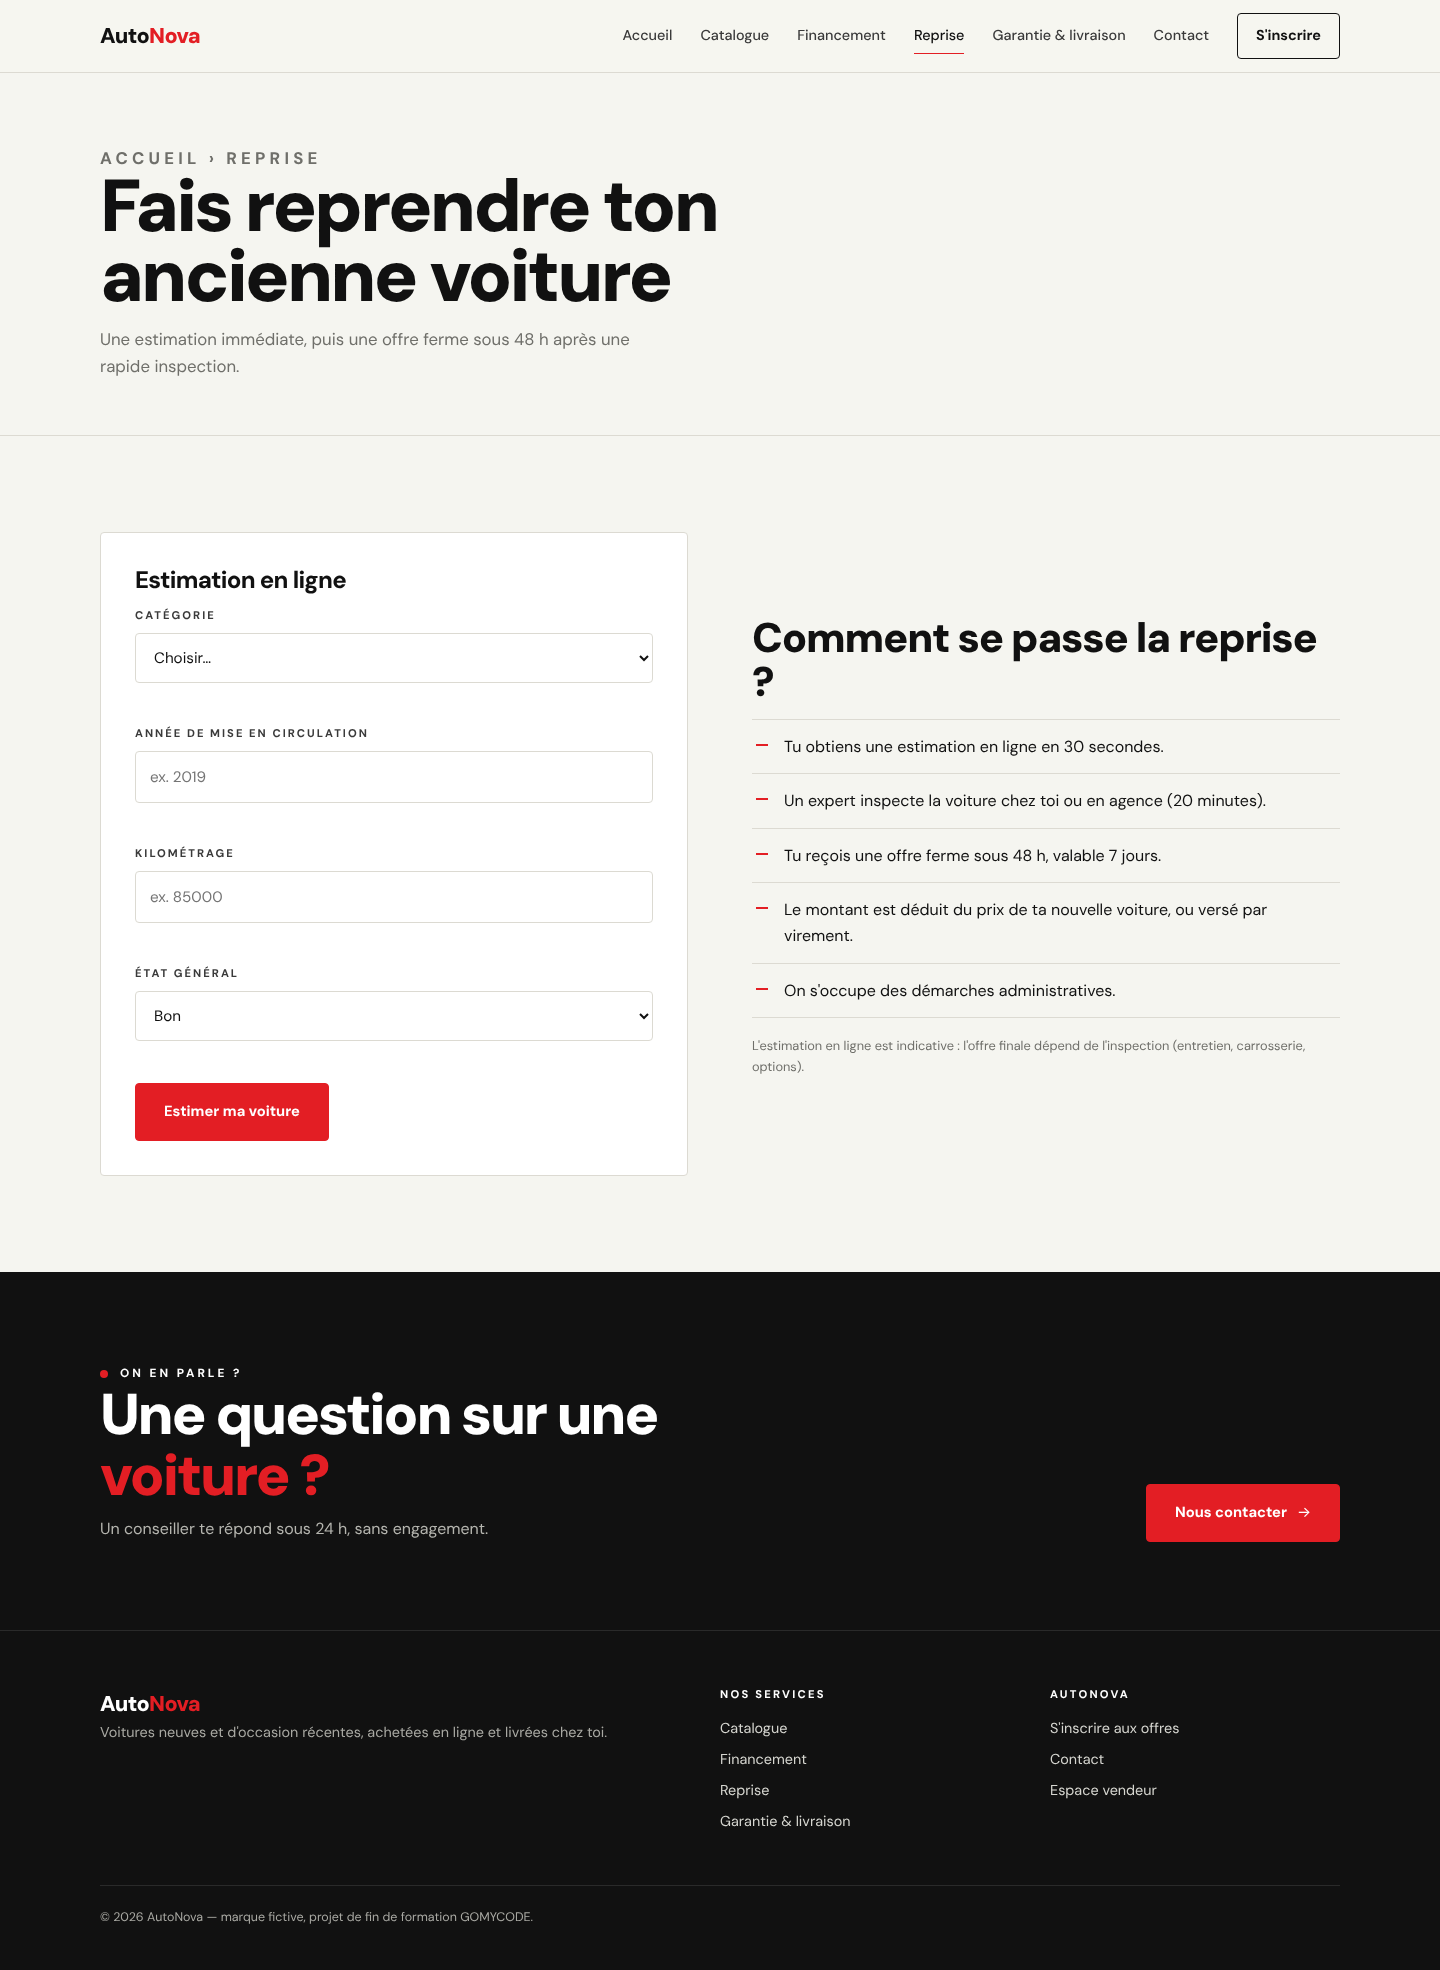 AutoNova
Accueil
Catalogue
Financement
Reprise
Garantie & livraison
Contact
S'inscrire
ACCUEIL › REPRISE
Fais reprendre ton
ancienne voiture
Une estimation immédiate, puis une offre ferme sous 48 h après une
rapide inspection.
Estimation en ligne
CATÉGORIE
Choisir...
ANNÉE DE MISE EN CIRCULATION
ex. 2019
KILOMÉTRAGE
ex. 85000
ÉTAT GÉNÉRAL
Bon
Estimer ma voiture
Comment se passe la reprise
?
Tu obtiens une estimation en ligne en 30 secondes.
Un expert inspecte la voiture chez toi ou en agence (20 minutes).
Tu reçois une offre ferme sous 48 h, valable 7 jours.
Le montant est déduit du prix de ta nouvelle voiture, ou versé par
virement.
On s'occupe des démarches administratives.
L'estimation en ligne est indicative : l'offre finale dépend de l'inspection (entretien, carrosserie,
options).
ON EN PARLE ?
Une question sur une
voiture ?
Un conseiller te répond sous 24 h, sans engagement.
Nous contacter →
AutoNova
Voitures neuves et d'occasion récentes, achetées en ligne et livrées chez toi.
NOS SERVICES
Catalogue
Financement
Reprise
Garantie & livraison
AUTONOVA
S'inscrire aux offres
Contact
Espace vendeur
© 2026 AutoNova — marque fictive, projet de fin de formation GOMYCODE.